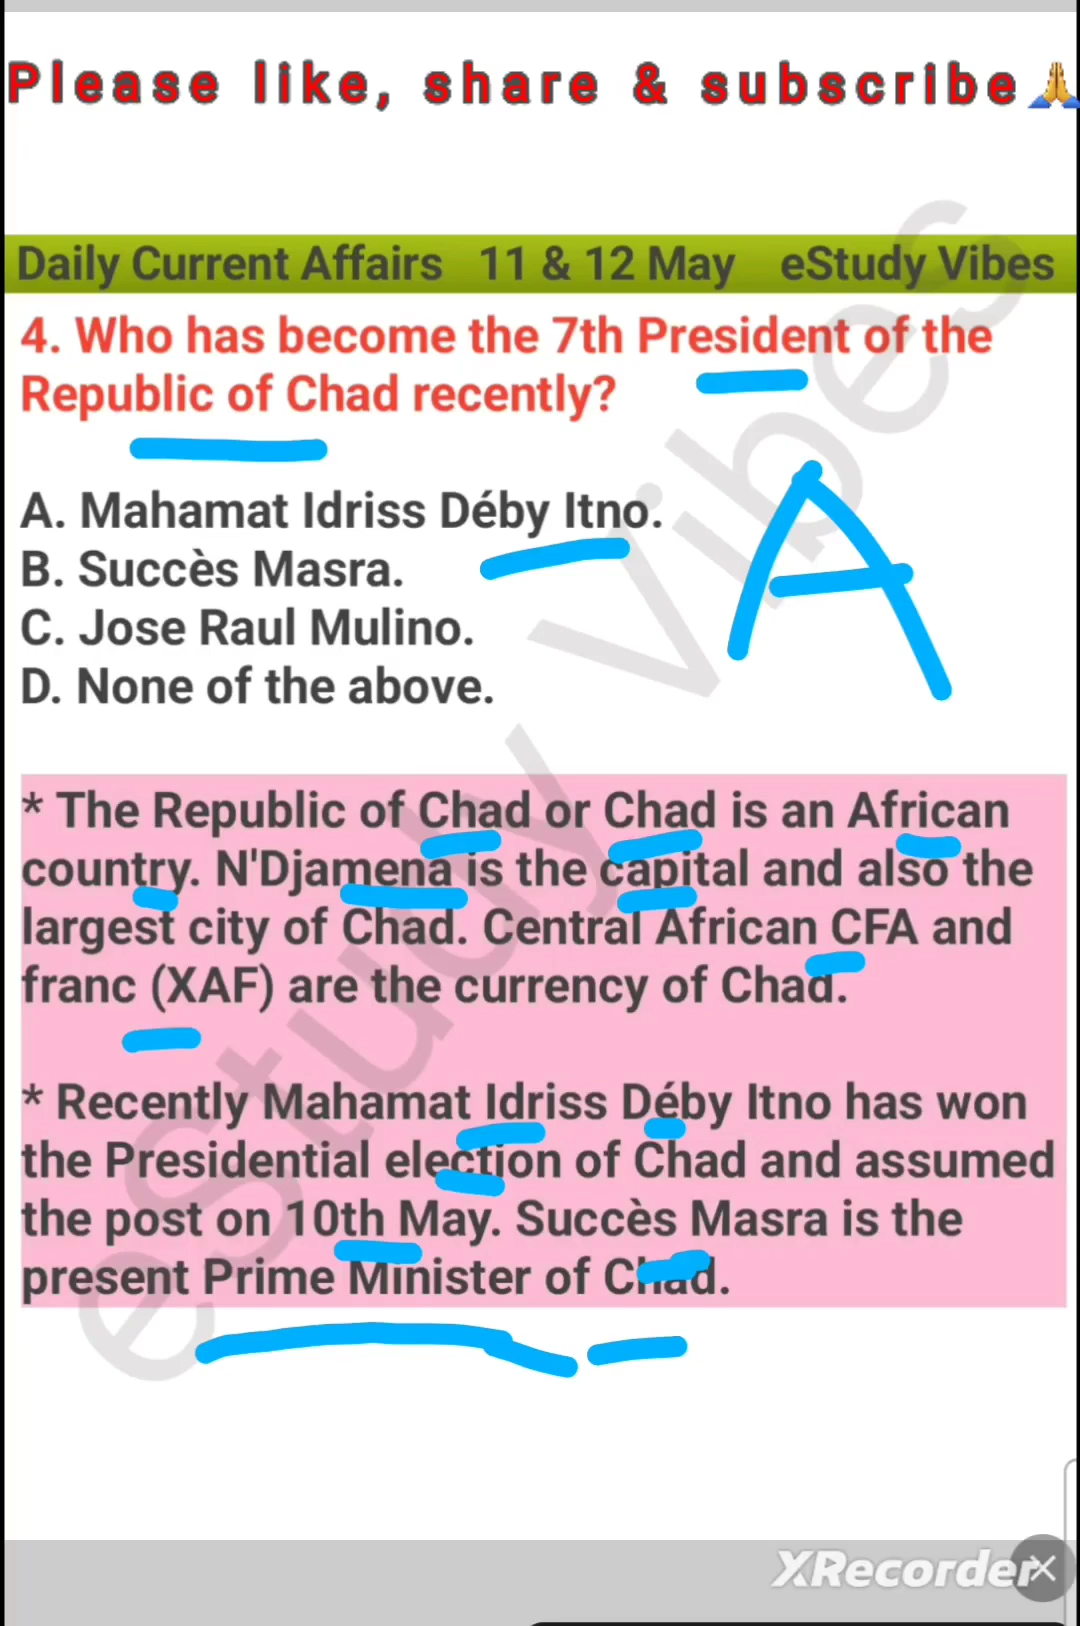 Please like, share & subscribe🙏
Daily Current Affairs 11 & 12 May eStudy Vibes
4. Who has become the 7th President of the
Republic of Chad recently?
A. Mahamat Idriss Déby Itno.
B. Succès Masra.
C. Jose Raul Mulino.
D. None of the above.
A
* The Republic of Chad or Chad is an African
country. N'Djamena is the capital and also the
largest city of Chad. Central African CFA and
franc (XAF) are the currency of Chad.
* Recently Mahamat Idriss Déby Itno has won
the Presidential election of Chad and assumed
the post on 10th May. Succès Masra is the
present Prime Minister of Chad.
eStudy Vibes
XRecorder